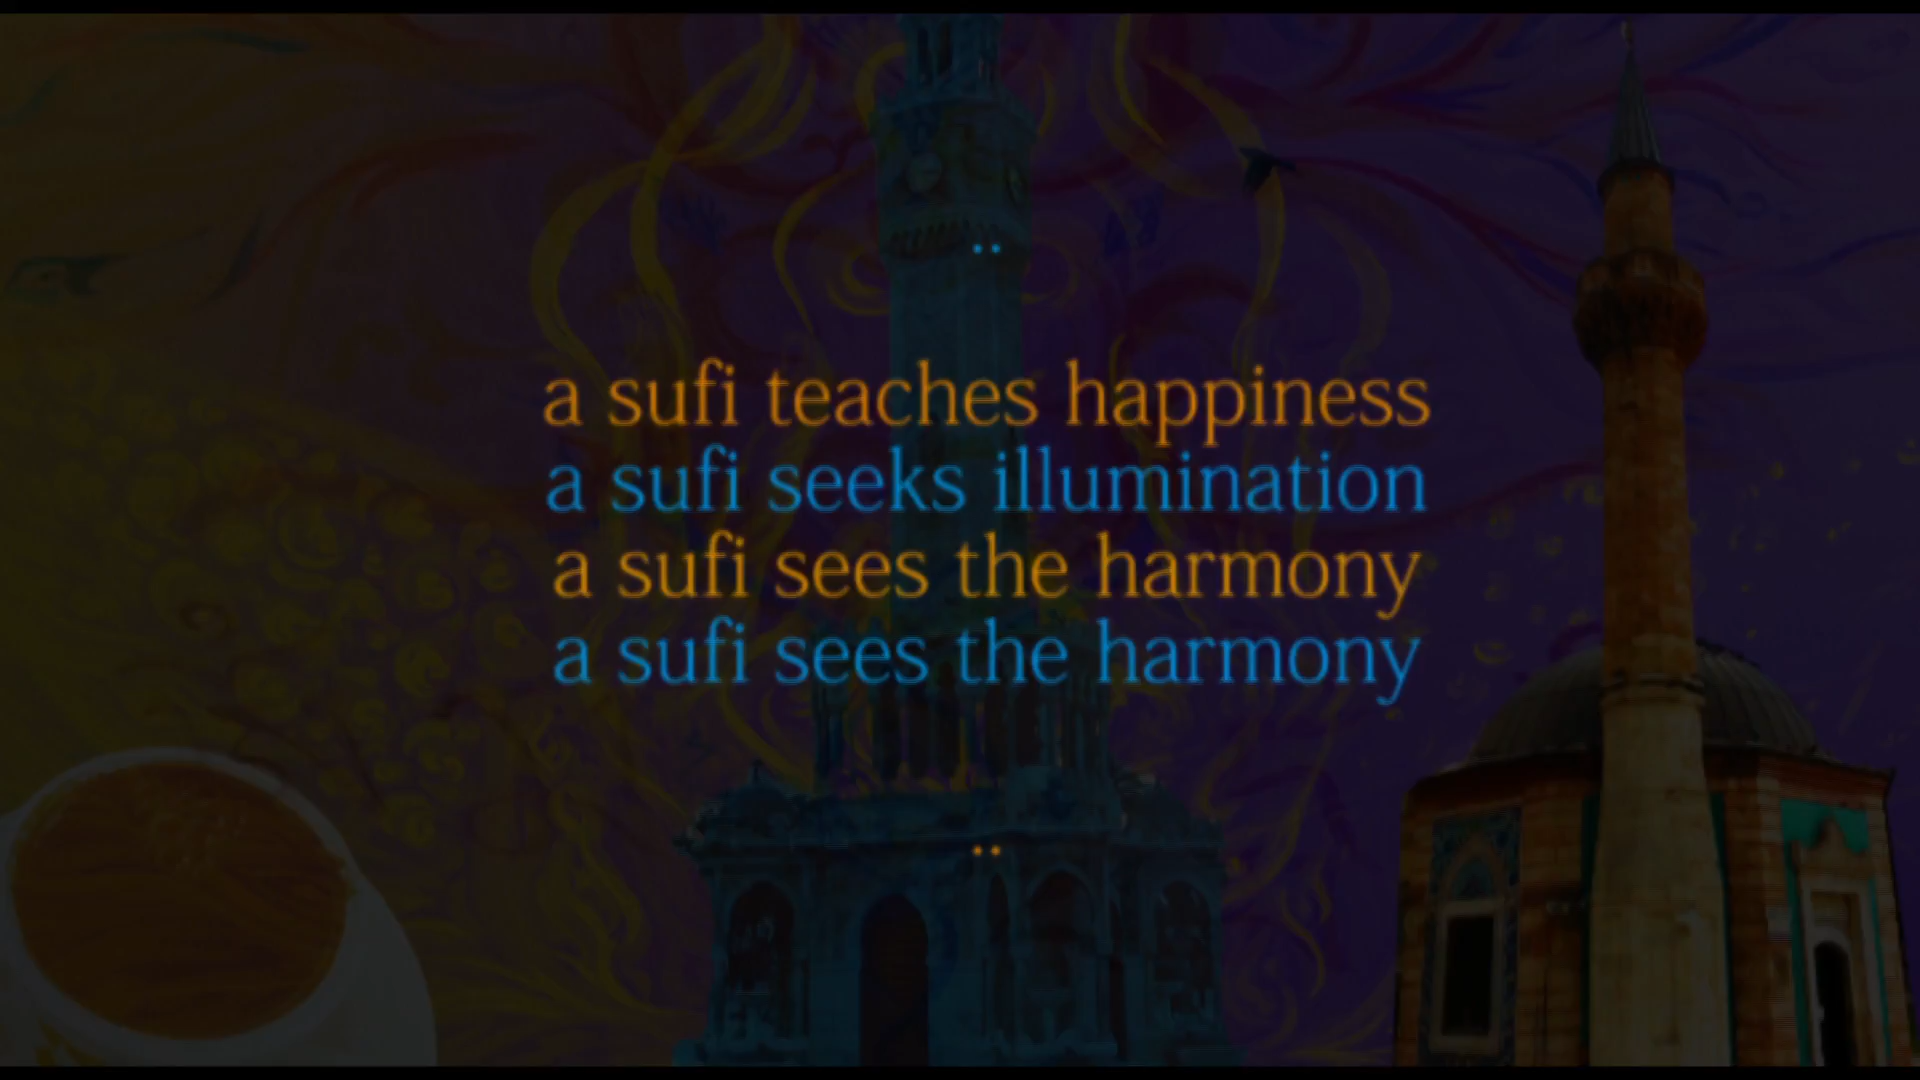 ..
a sufi teaches happiness
a sufi seeks illumination
a sufi sees the harmony
a sufi sees the harmony
..